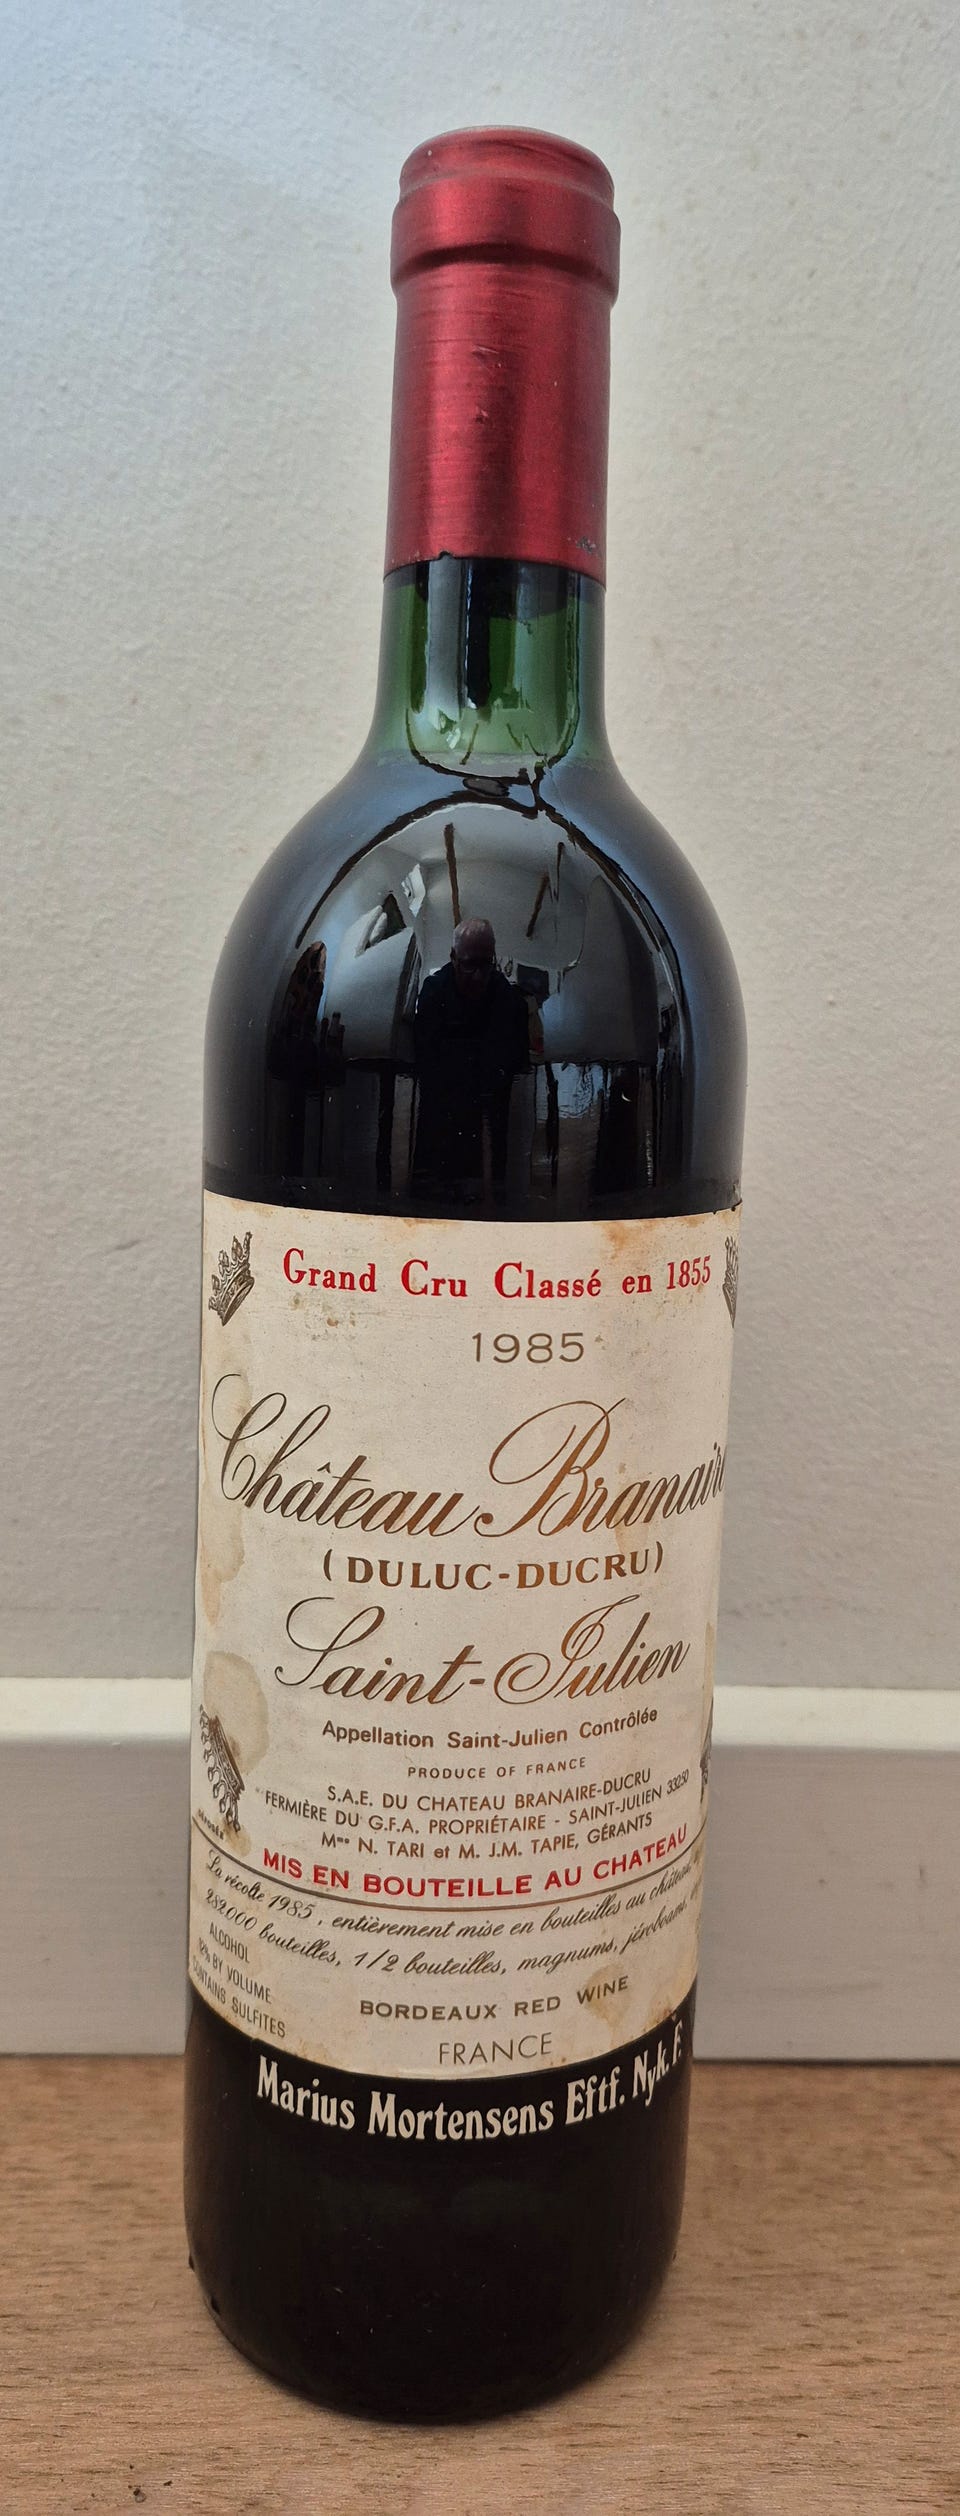 Grand Cru Classé en 1855
1985
Château Branaire
(DULUC-DUCRU)
Saint-Julien
Appellation Saint-Julien Contrôlée
PRODUCE OF FRANCE
S.A.E. DU CHATEAU BRANAIRE-DUCRU
FERMIÈRE DU G.F.A. PROPRIÉTAIRE - SAINT-JULIEN 33250
Mme N. TARI et M. J.M. TAPIE, GÉRANTS
MIS EN BOUTEILLE AU CHATEAU
La récolte 1985, entièrement mise en bouteilles au château,
282.000 bouteilles, 1/2 bouteilles, magnums, jéroboams,
ALCOHOL
12% BY VOLUME
CONTAINS SULFITES
BORDEAUX RED WINE
FRANCE
Marius Mortensens Eftf. Nyk. F.